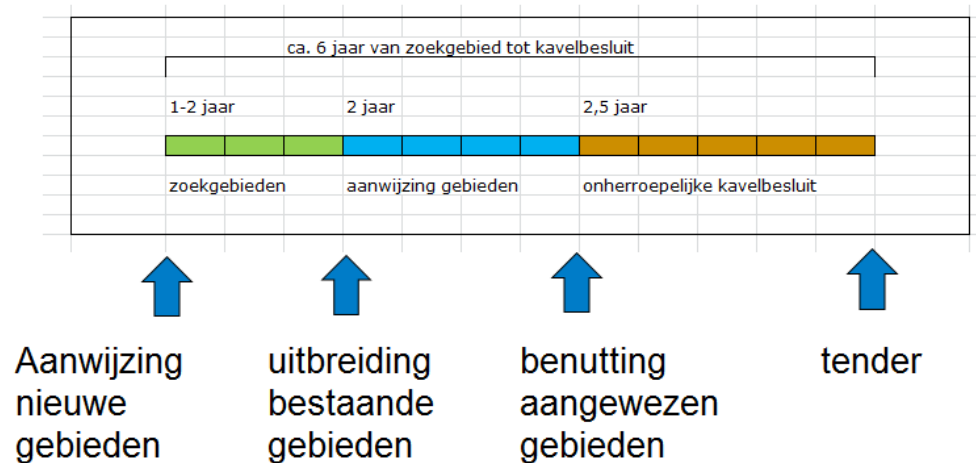 ca. 6 jaar van zoekgebied tot kavelbesluit
1-2 jaar
2 jaar
2,5 jaar
zoekgebieden
aanwijzing gebieden
onherroepelijke kavelbesluit
Aanwijzing
nieuwe
gebieden
uitbreiding
bestaande
gebieden
benutting
aangewezen
gebieden
tender